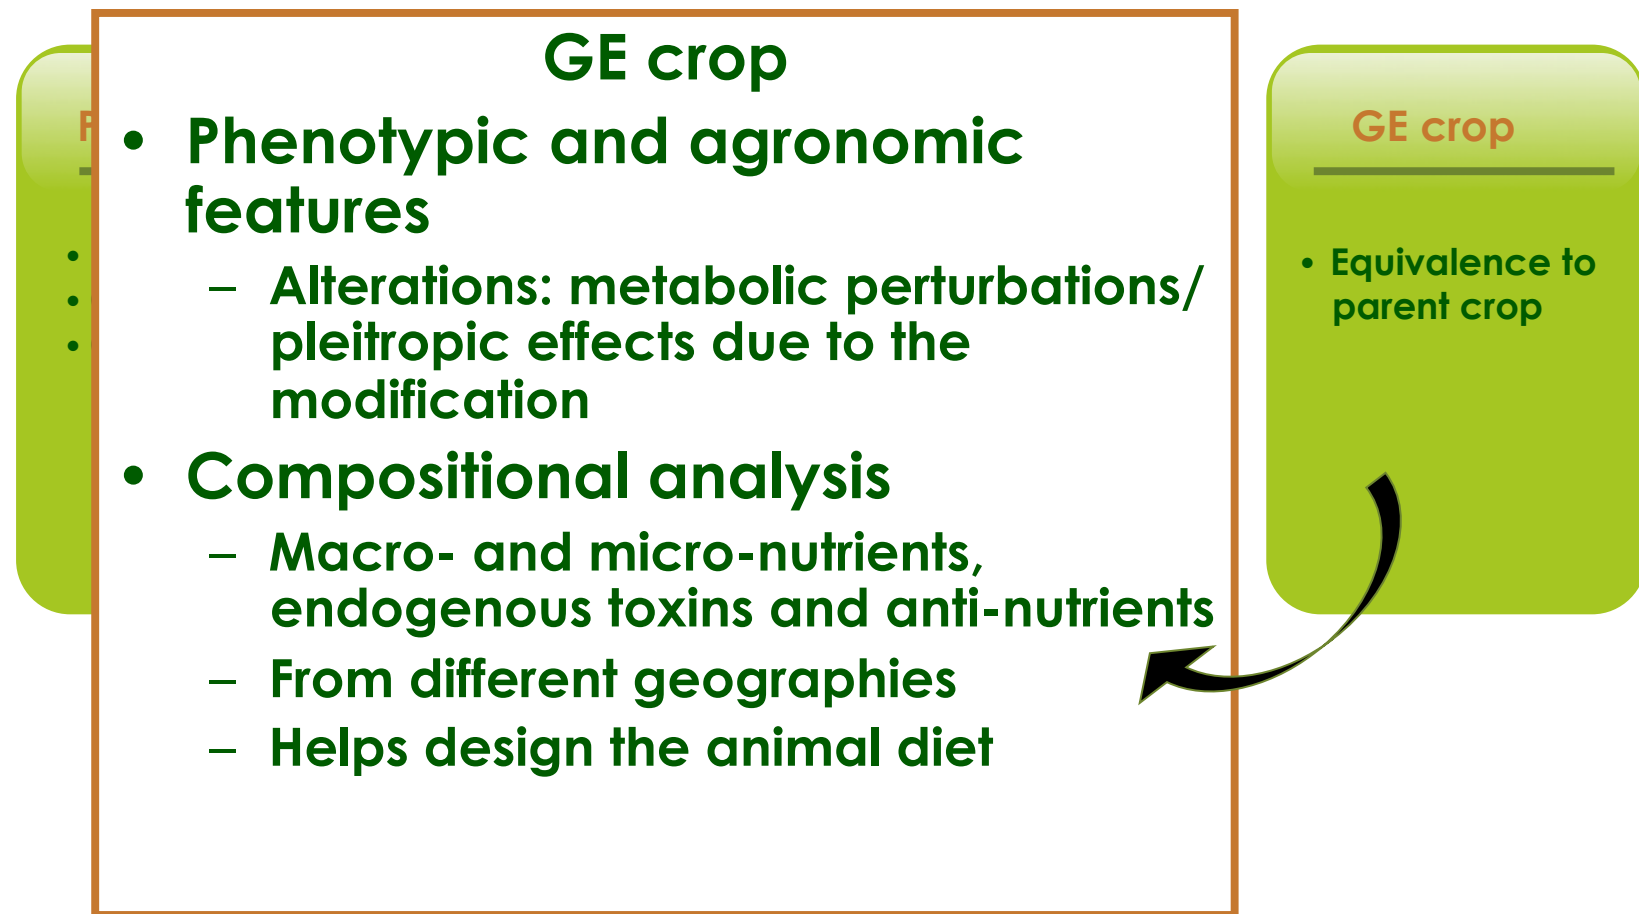 GE crop
• Phenotypic and agronomic
features
– Alterations: metabolic perturbations/
pleitropic effects due to the
modification
• Compositional analysis
– Macro- and micro-nutrients,
endogenous toxins and anti-nutrients
– From different geographies
– Helps design the animal diet
GE crop
• Equivalence to
parent crop